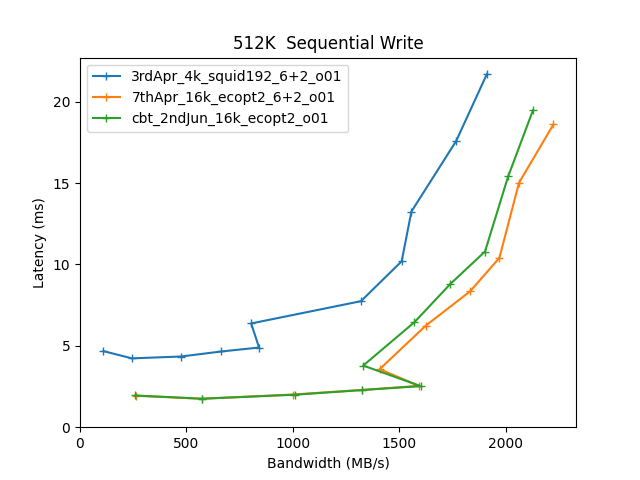 512K  Sequential Write
3rdApr_4k_squid192_6+2_o01
7thApr_16k_ecopt2_6+2_o01
cbt_2ndJun_16k_ecopt2_o01
20
15
10
5
0
Latency (ms)
0 500 1000 1500 2000
Bandwidth (MB/s)